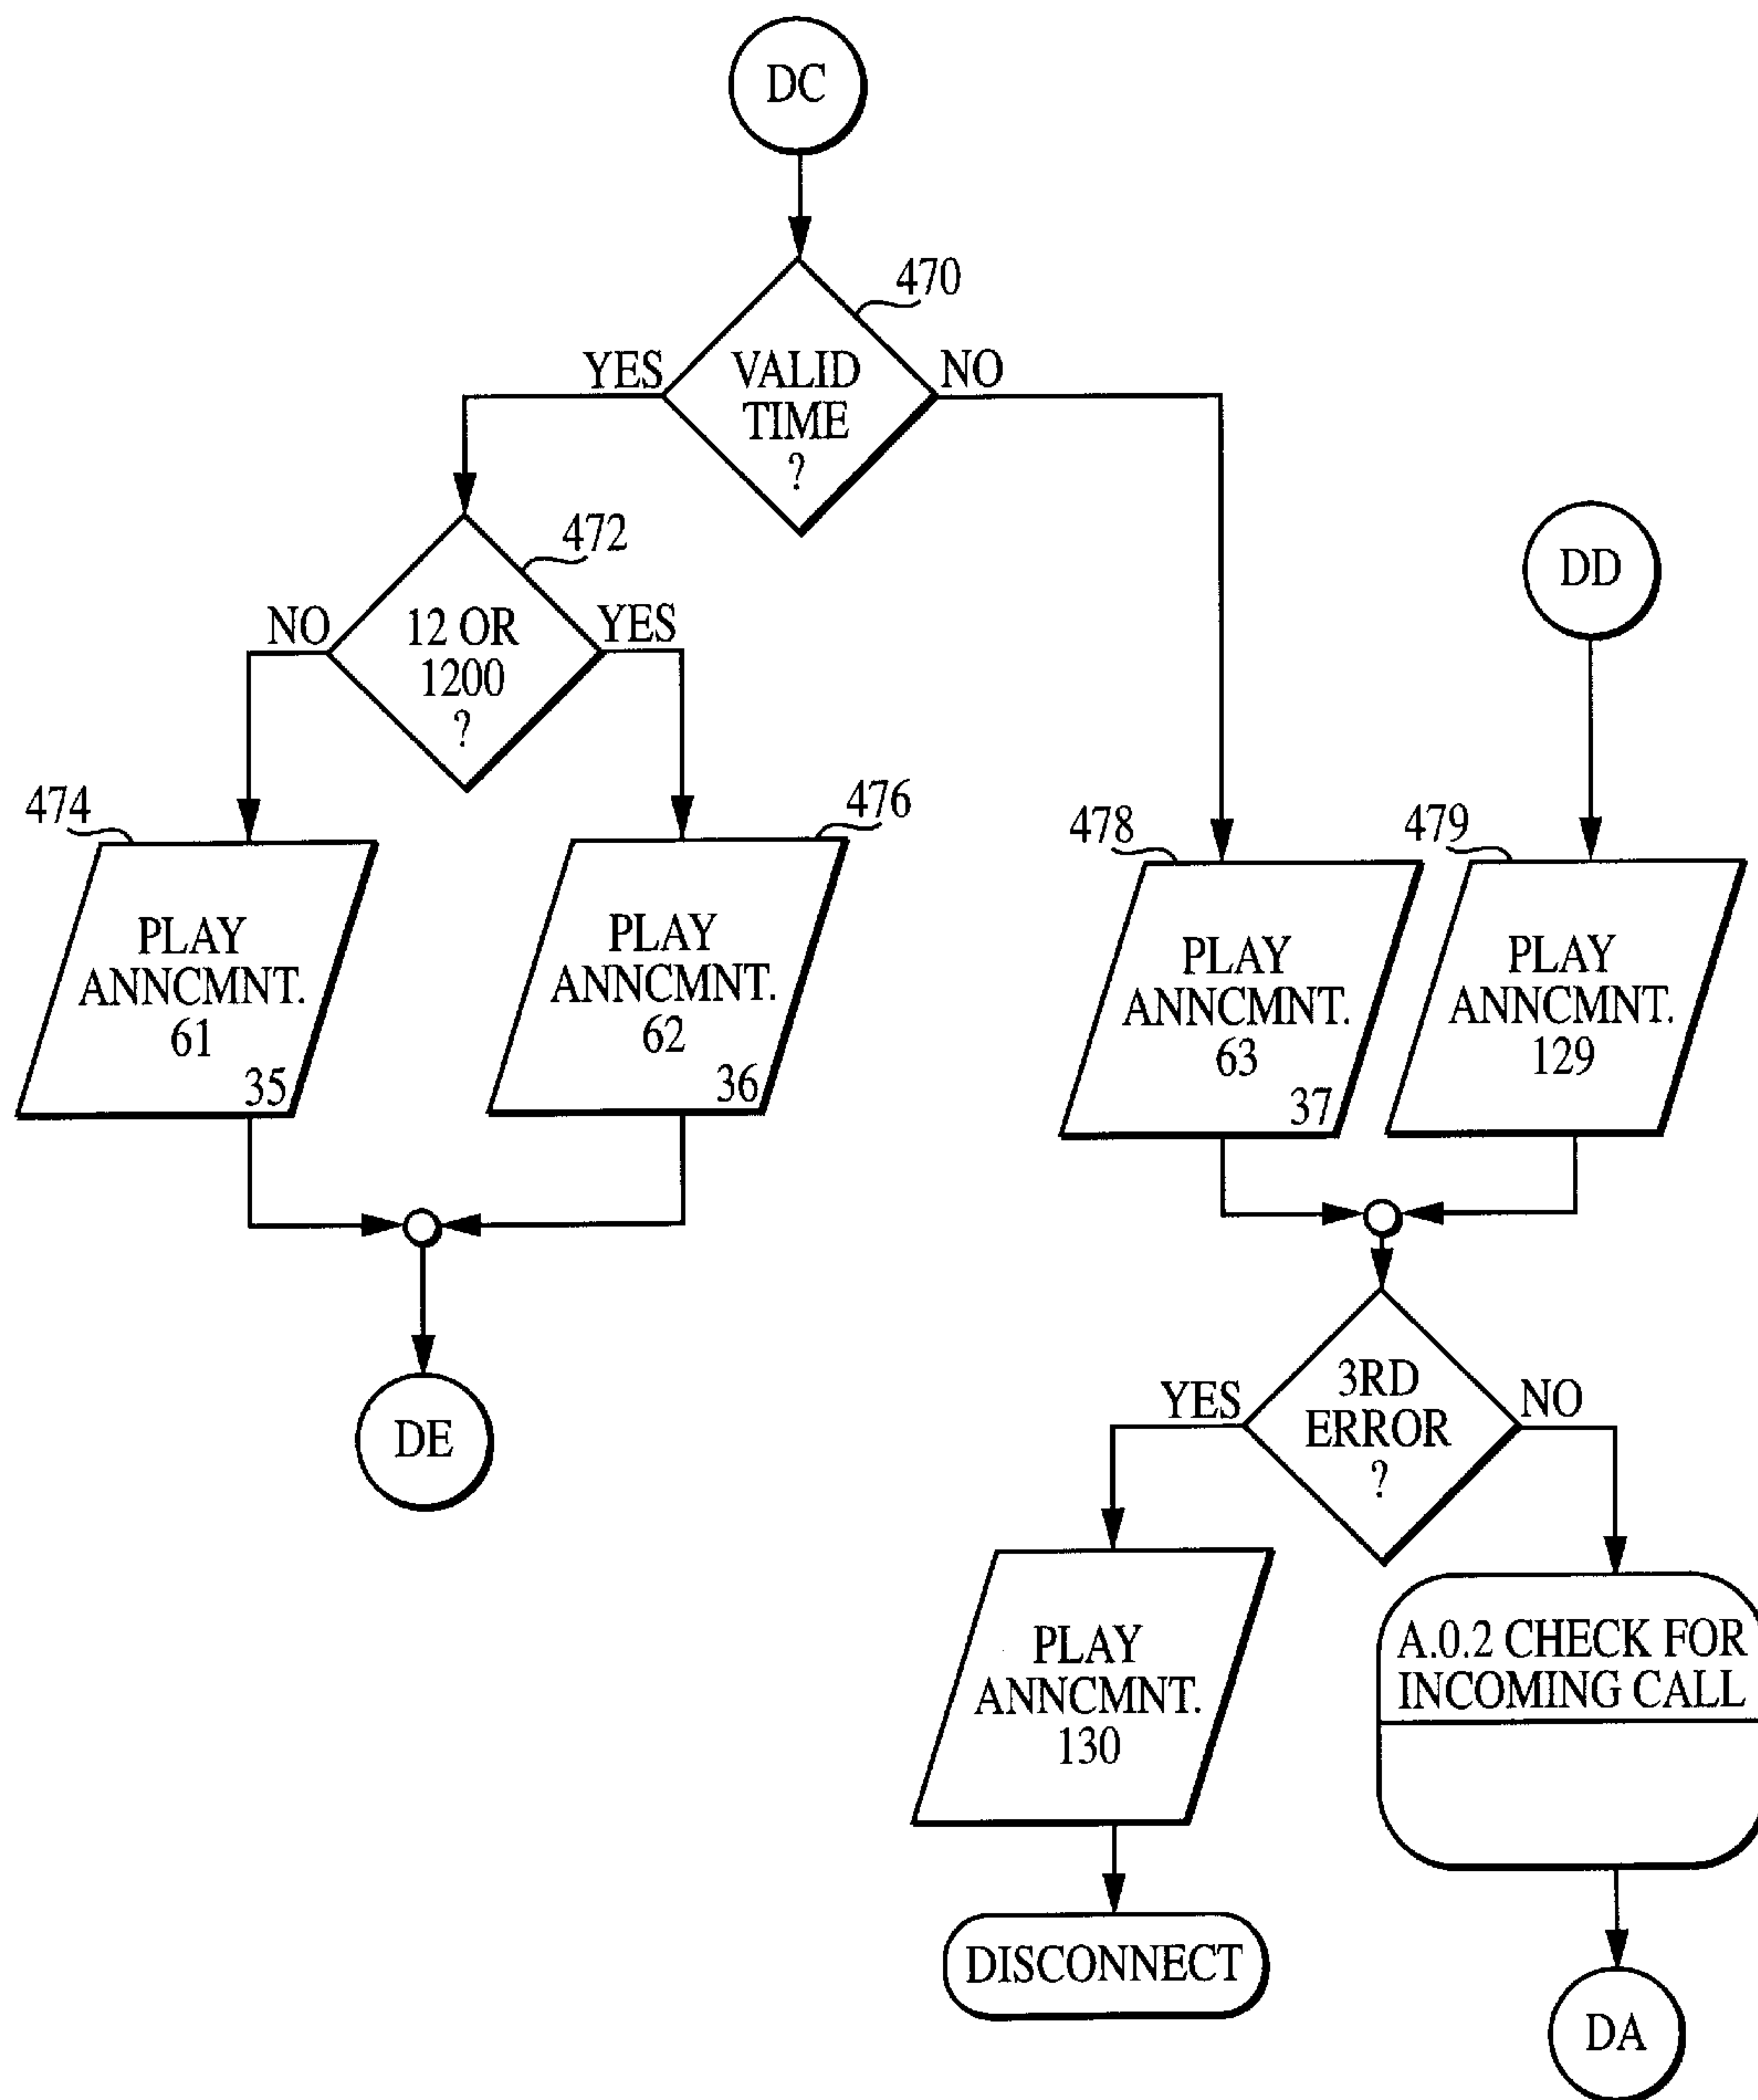 DC
470
YES
VALID
TIME
?
NO
472
NO
12 OR
1200
?
YES
DD
474
PLAY
ANNCMNT.
61
35
476
PLAY
ANNCMNT.
62
36
478
PLAY
ANNCMNT.
63
37
479
PLAY
ANNCMNT.
129
DE
YES
3RD
ERROR
?
NO
PLAY
ANNCMNT.
130
A.0.2 CHECK FOR
INCOMING CALL
DISCONNECT
DA